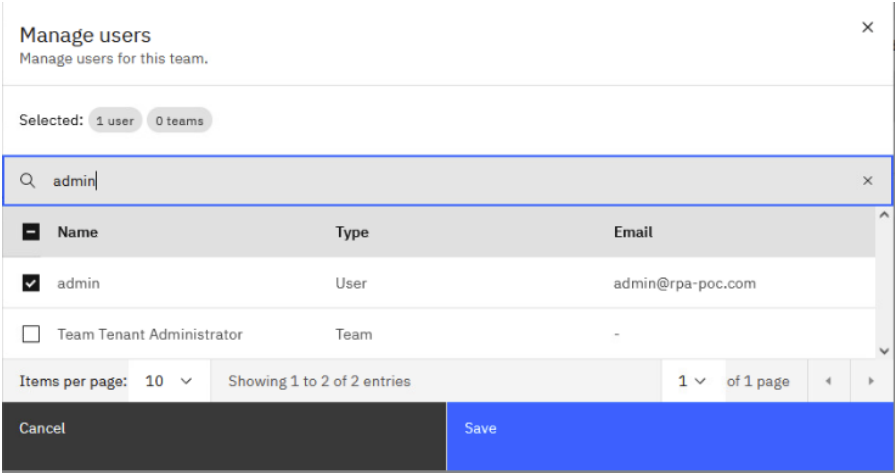 Manage users
Manage users for this team.
Selected: 1 user 0 teams
admin
Name Type Email
admin User admin@rpa-poc.com
Team Tenant Administrator Team -
Items per page: 10 Showing 1 to 2 of 2 entries 1 of 1 page
Cancel Save